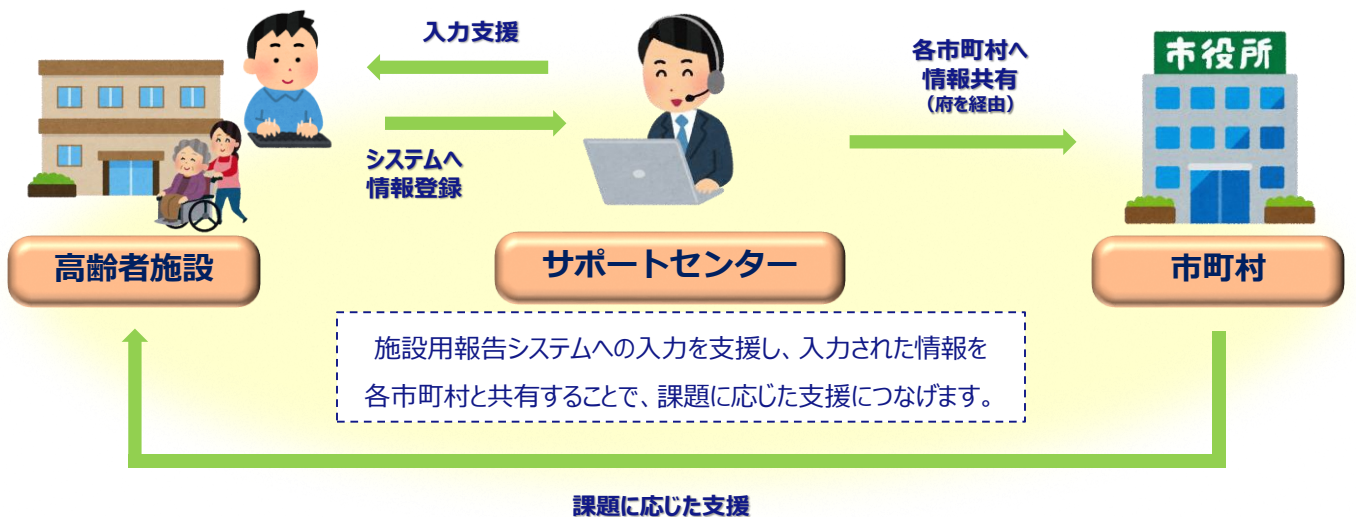 入力支援
各市町村へ
情報共有
（府を経由）
市役所
システムへ
情報登録
高齢者施設
サポートセンター
市町村
施設用報告システムへの入力を支援し、入力された情報を
各市町村と共有することで、課題に応じた支援につなげます。
課題に応じた支援